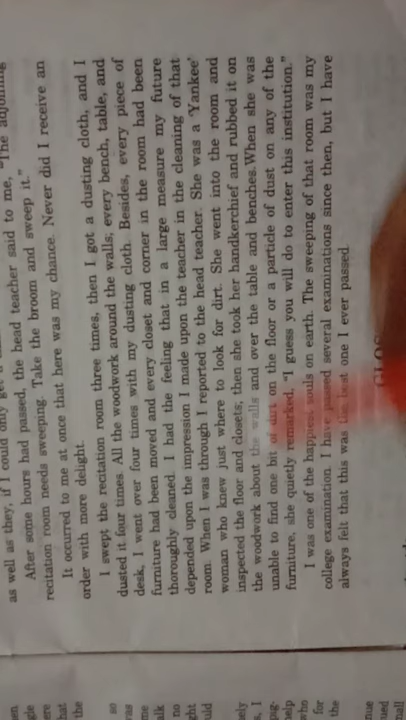 as well as they, if I could only get a
After some hours had passed, the head teacher said to me, "The adjoining
recitation room needs sweeping. Take the broom and sweep it."
It occurred to me at once that here was my chance. Never did I receive an
order with more delight.
I swept the recitation room three times, then I got a dusting cloth, and I
dusted it four times. All the woodwork around the walls; every bench, table, and
desk, I went over four times with my dusting cloth. Besides, every piece of
furniture had been moved and every closet and corner in the room had been
thoroughly cleaned. I had the feeling that in a large measure my future
depended upon the impression I made upon the teacher in the cleaning of that
room. When I was through I reported to the head teacher. She was a 'Yankee'
woman who knew just where to look for dirt. She went into the room and
inspected the floor and closets; then she took her handkerchief and rubbed it on
the woodwork about the walls and over the table and benches. When she was
unable to find one bit of dirt on the floor or a particle of dust on any of the
furniture, she quietly remarked, "I guess you will do to enter this institution."
I was one of the happiest souls on earth. The sweeping of that room was my
college examination. I have passed several examinations since then, but I have
always felt that this was the best one I ever passed.
GLOS